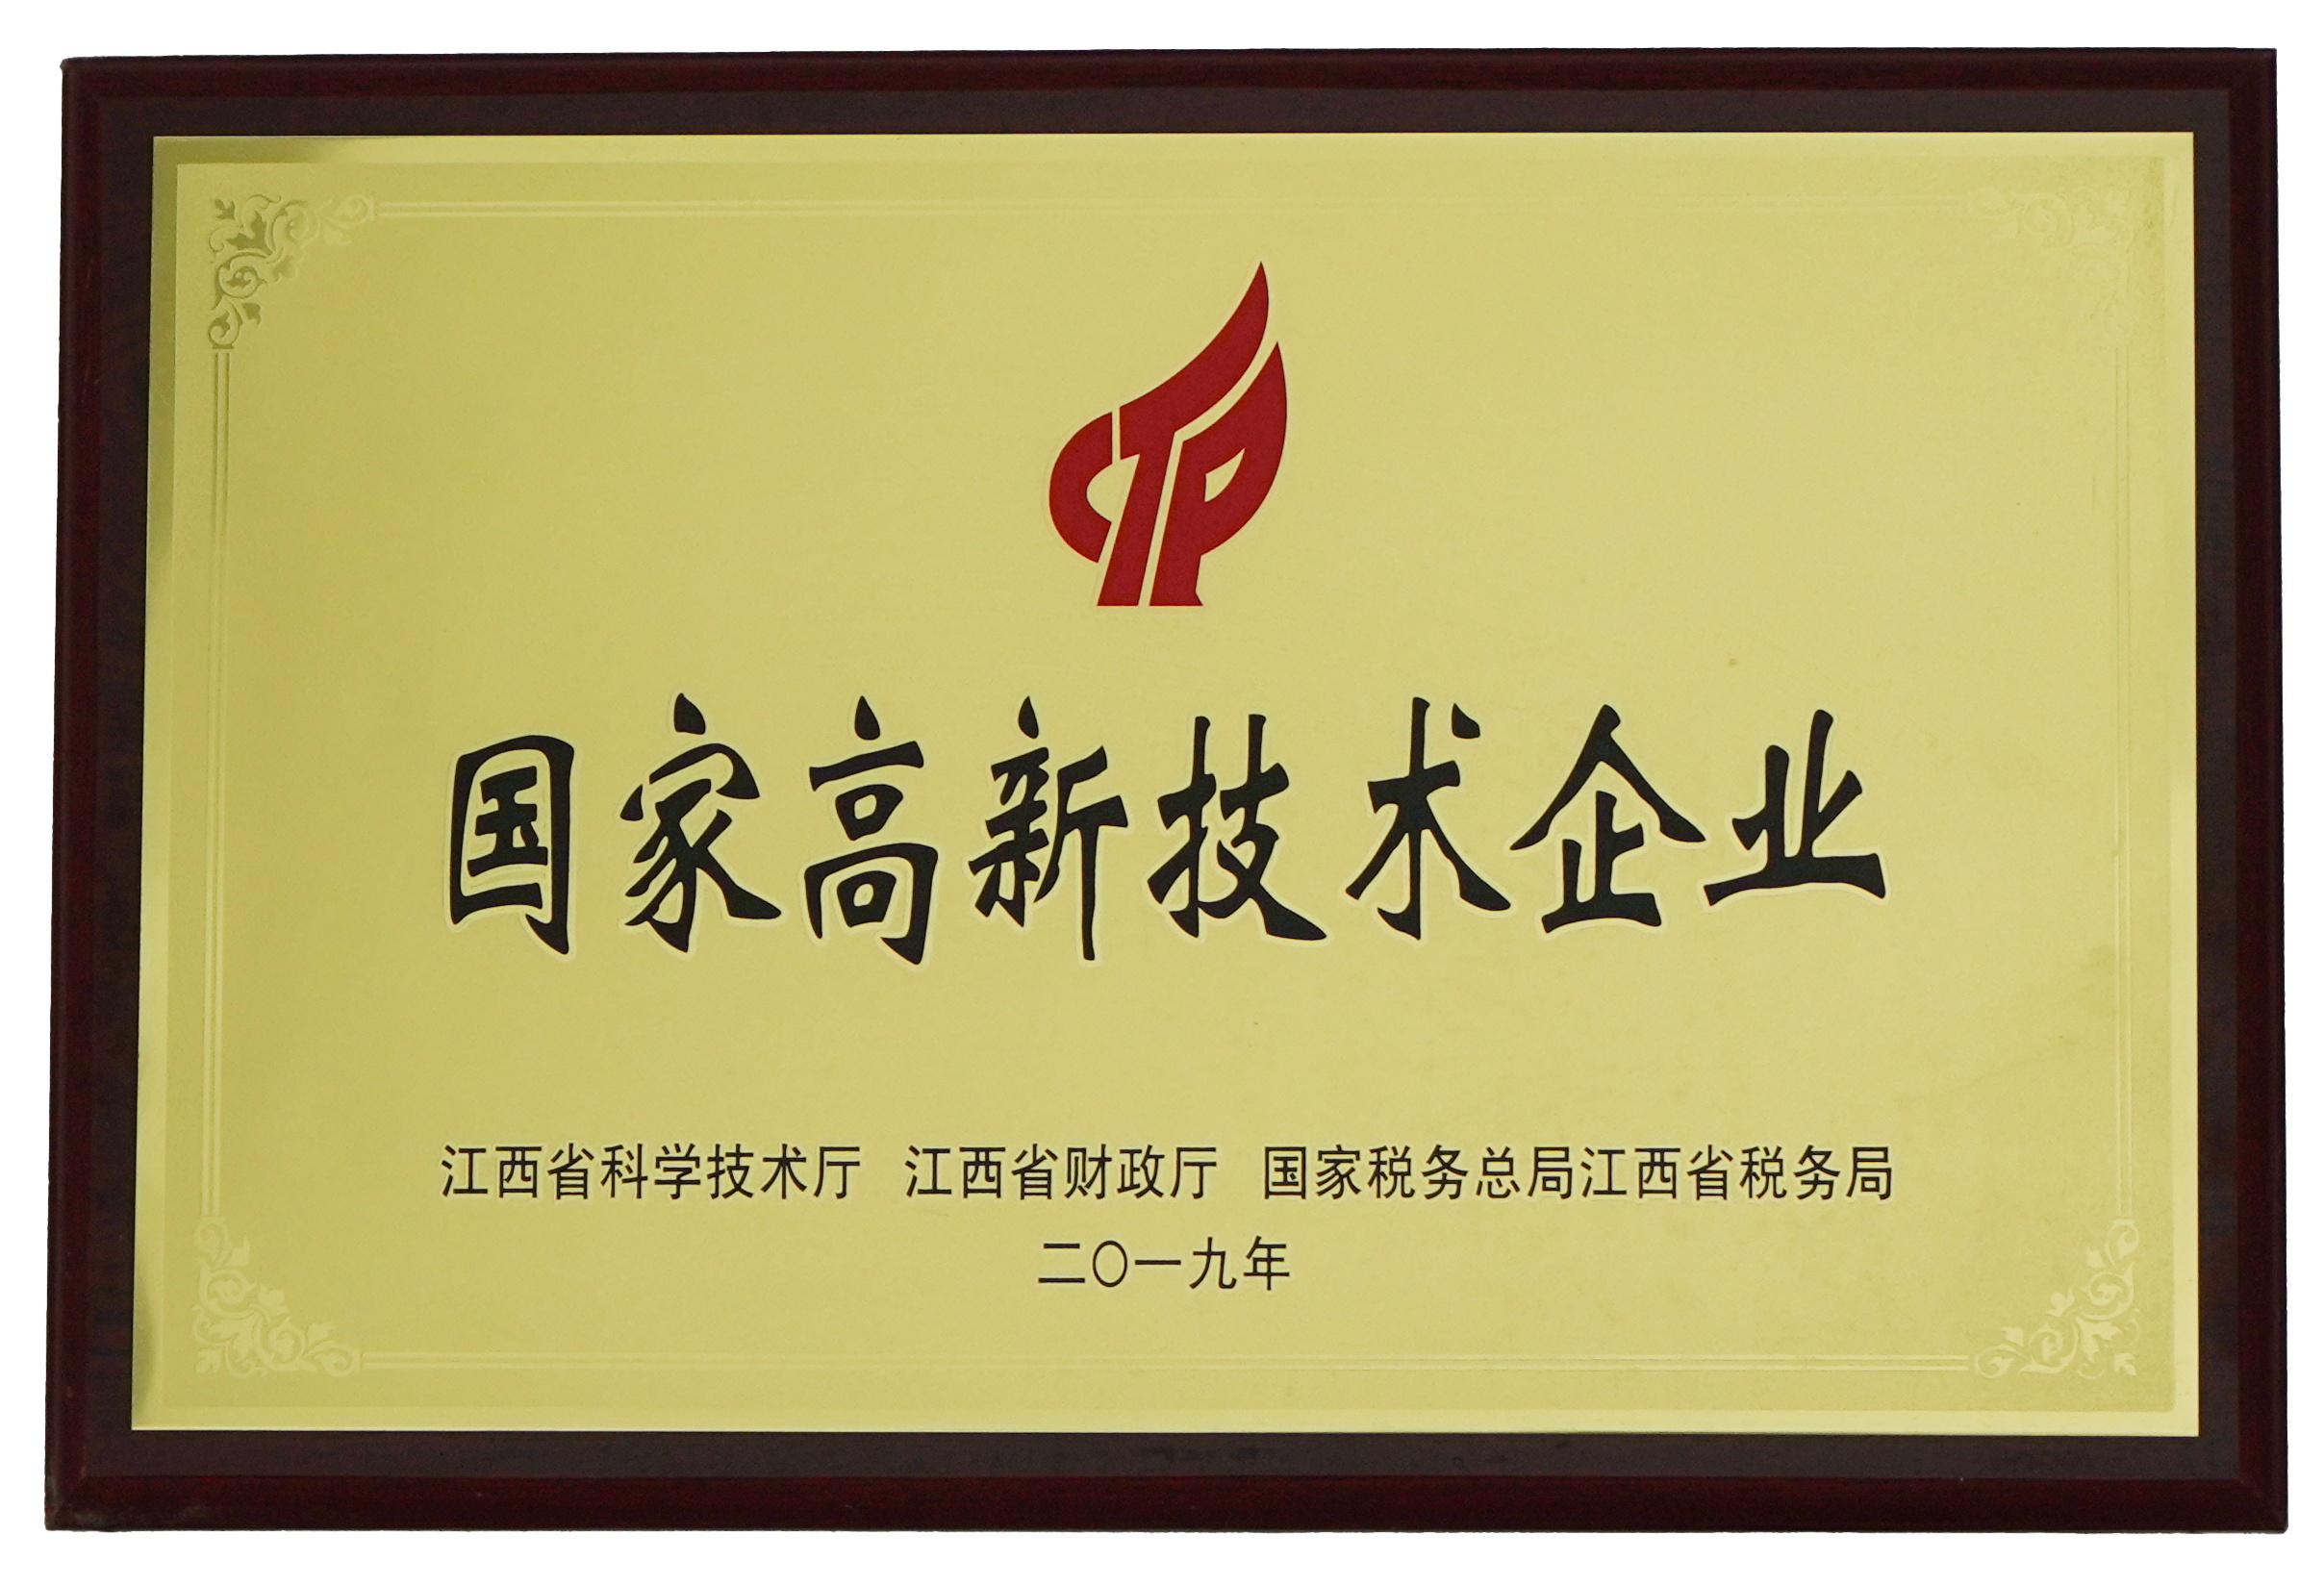 CTP
国家高新技术企业
江西省科学技术厅 江西省财政厅 国家税务总局江西省税务局
二〇一九年